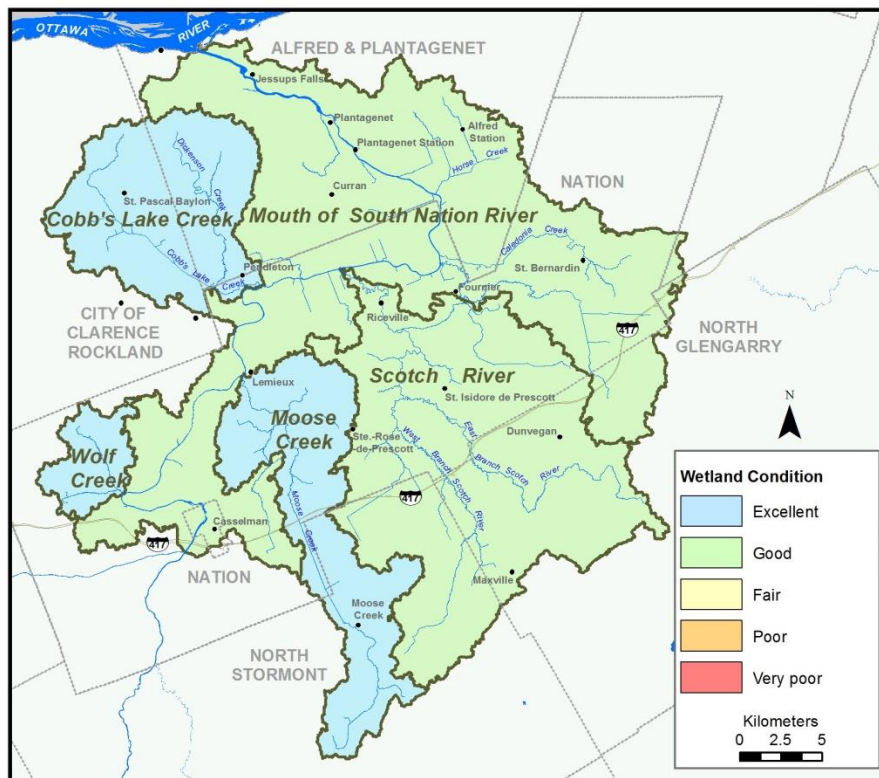 OTTAWA RIVER
ALFRED & PLANTAGENET
Jessups Falls
Plantagenet
Alfred
Station
Plantagenet Station
Horse Creek
Dickenson Creek
NATION
St. Pascal Baylon
Curran
Cobb's Lake Creek
Mouth of South Nation River
Caledonia Creek
St. Bernardin
Cobb's Lake Creek
Pendleton
Fournier
Riceville
CITY OF
CLARENCE
ROCKLAND
417
NORTH
GLENGARRY
Lemieux
Scotch River
St. Isidore de Prescott
Moose
Creek
Ste.-Rose
-de-Prescott
Dunvegan
West Branch Scotch River
East Branch Scotch River
Wolf
Creek
417
Moose Creek
Casselman
417
NATION
Maxville
Moose
Creek
NORTH
STORMONT
N
Wetland Condition
Excellent
Good
Fair
Poor
Very poor
Kilometers
0 2.5 5